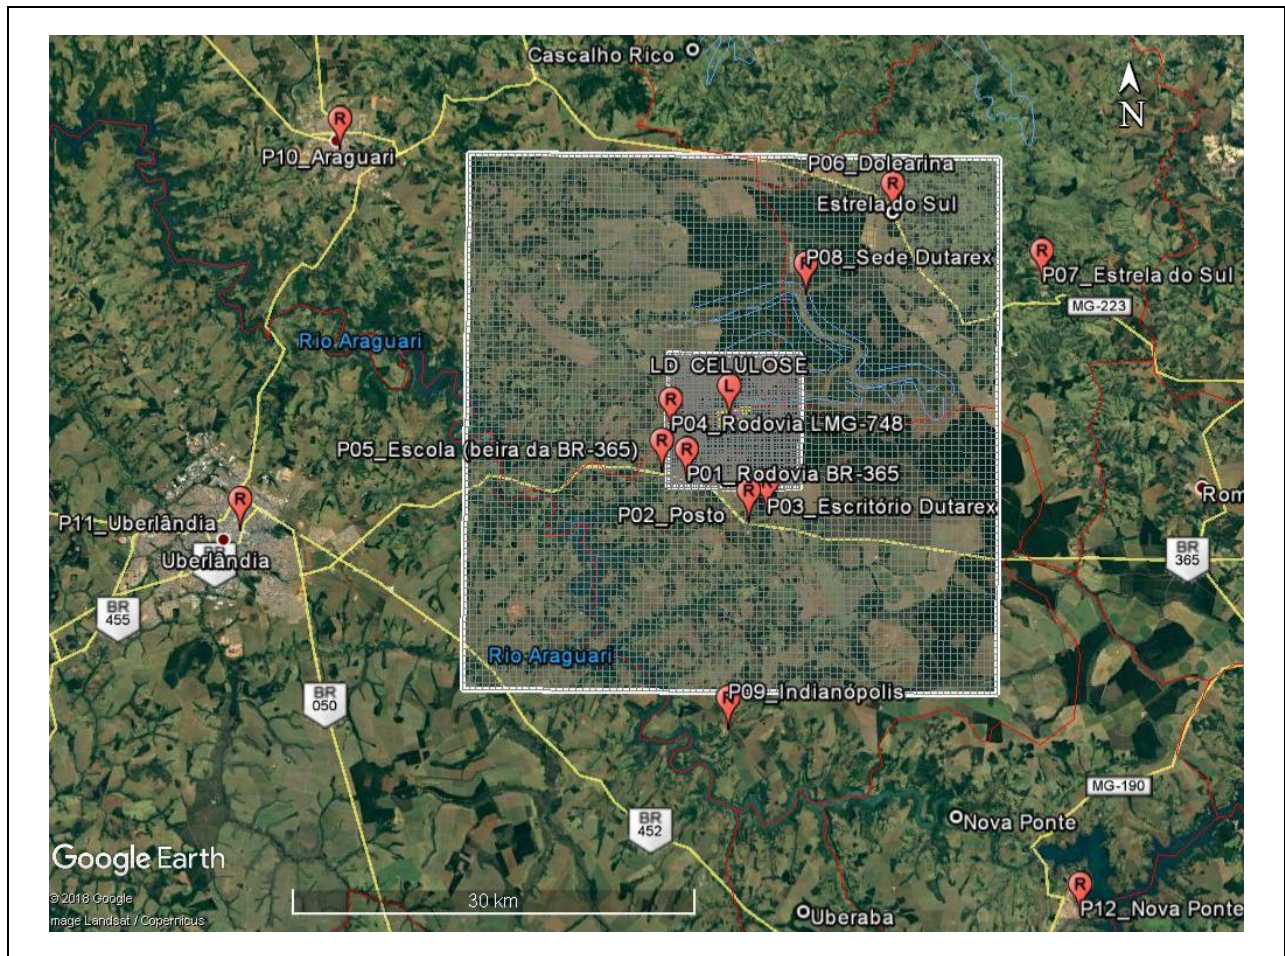 Cascalho Rico
N
P10_Araguari
P06_Dolearina
Estrela do Sul
P08_Sede Dutarex
P07_Estrela do Sul
MG-223
Rio Araguari
LD_CELULOSE
P04_Rodovia LMG-748
P05_Escola (beira da BR-365)
P01_Rodovia BR-365
P03_Escritório Dutarex
P02_Posto
Rom
P11_Uberlândia
Uberlândia
BR
365
BR
455
Rio Araguari
BR
050
P09_Indianópolis
MG-190
BR
452
Nova Ponte
Google Earth
30 km
© 2018 Google
Image Landsat / Copernicus
Uberaba
P12_Nova Ponte
R
R
R
R
L
R
R
R
R
R
R
R
R